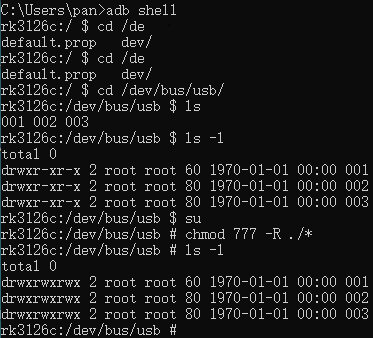 C:\Users\pan>adb shell
rk3126c:/ $ cd /de
default.prop   dev/
rk3126c:/ $ cd /de
default.prop   dev/
rk3126c:/ $ cd /dev/bus/usb/
rk3126c:/dev/bus/usb $ ls
001 002 003
rk3126c:/dev/bus/usb $ ls -l
total 0
drwxr-xr-x 2 root root 60 1970-01-01 00:00 001
drwxr-xr-x 2 root root 80 1970-01-01 00:00 002
drwxr-xr-x 2 root root 80 1970-01-01 00:00 003
rk3126c:/dev/bus/usb $ su
rk3126c:/dev/bus/usb # chmod 777 -R ./*
rk3126c:/dev/bus/usb # ls -l
total 0
drwxrwxrwx 2 root root 60 1970-01-01 00:00 001
drwxrwxrwx 2 root root 80 1970-01-01 00:00 002
drwxrwxrwx 2 root root 80 1970-01-01 00:00 003
rk3126c:/dev/bus/usb #